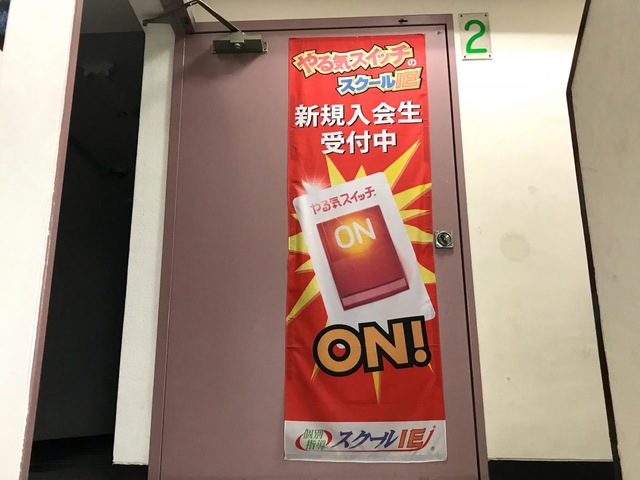 2
やる気スイッチの
スクールIE
新規入会生
受付中
やる気スイッチ
ON
ON!
個別
指導
スクールIE